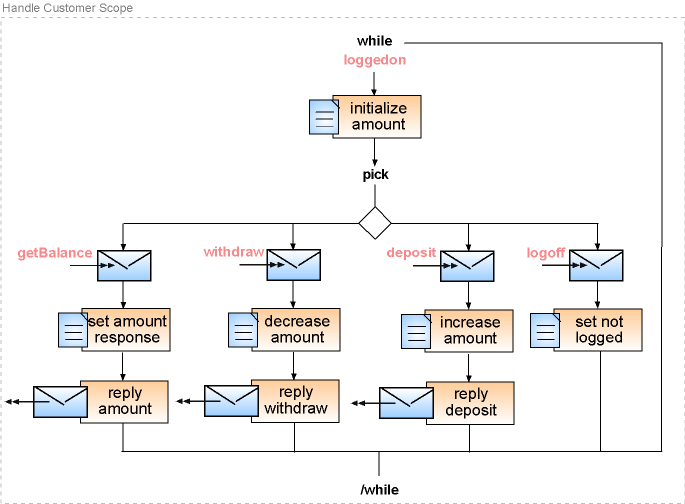 Handle Customer Scope
while
loggedon
initialize
amount
pick
getBalance
withdraw
deposit
logoff
set amount
response
decrease
amount
increase
amount
set not
logged
reply
amount
reply
withdraw
reply
deposit
/while